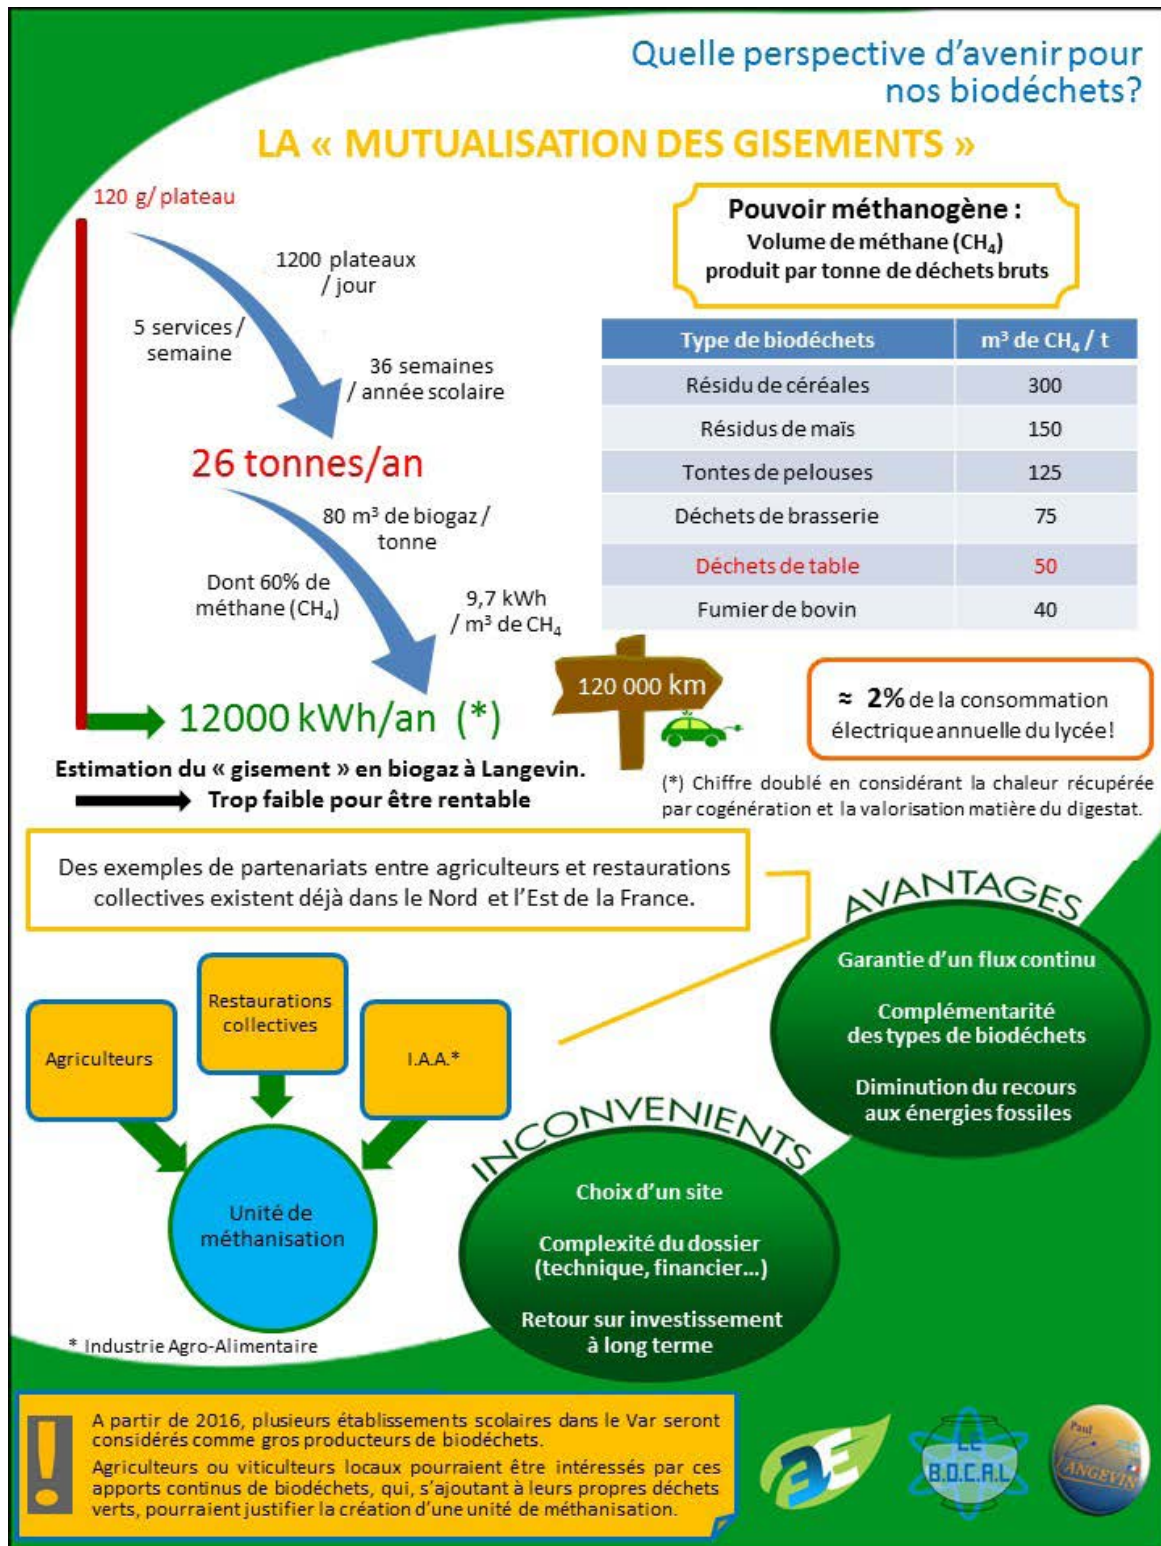 Quelle perspective d'avenir pour
nos biodéchets?
LA « MUTUALISATION DES GISEMENTS »
120 g/ plateau
1200 plateaux
/ jour
5 services /
semaine
36 semaines
/ année scolaire
26 tonnes/an
80 m³ de biogaz /
tonne
Dont 60% de
méthane (CH₄)
9,7 kWh
/ m³ de CH₄
12000 kWh/an (*)
Estimation du « gisement » en biogaz à Langevin.
Trop faible pour être rentable
Pouvoir méthanogène :
Volume de méthane (CH₄)
produit par tonne de déchets bruts
Type de biodéchets m³ de CH₄ / t
Résidu de céréales 300
Résidus de maïs 150
Tontes de pelouses 125
Déchets de brasserie 75
Déchets de table 50
Fumier de bovin 40
120 000 km
≈ 2% de la consommation
électrique annuelle du lycée!
(*) Chiffre doublé en considérant la chaleur récupérée
par cogénération et la valorisation matière du digestat.
Des exemples de partenariats entre agriculteurs et restaurations
collectives existent déjà dans le Nord et l'Est de la France.
Agriculteurs
Restaurations
collectives
I.A.A.*
Unité de
méthanisation
* Industrie Agro-Alimentaire
AVANTAGES
Garantie d'un flux continu
Complémentarité
des types de biodéchets
Diminution du recours
aux énergies fossiles
INCONVENIENTS
Choix d'un site
Complexité du dossier
(technique, financier...)
Retour sur investissement
à long terme
A partir de 2016, plusieurs établissements scolaires dans le Var seront
considérés comme gros producteurs de biodéchets.
Agriculteurs ou viticulteurs locaux pourraient être intéressés par ces
apports continus de biodéchets, qui, s'ajoutant à leurs propres déchets
verts, pourraient justifier la création d'une unité de méthanisation.
LE
B.O.C.A.L
Paul
LANGEVIN